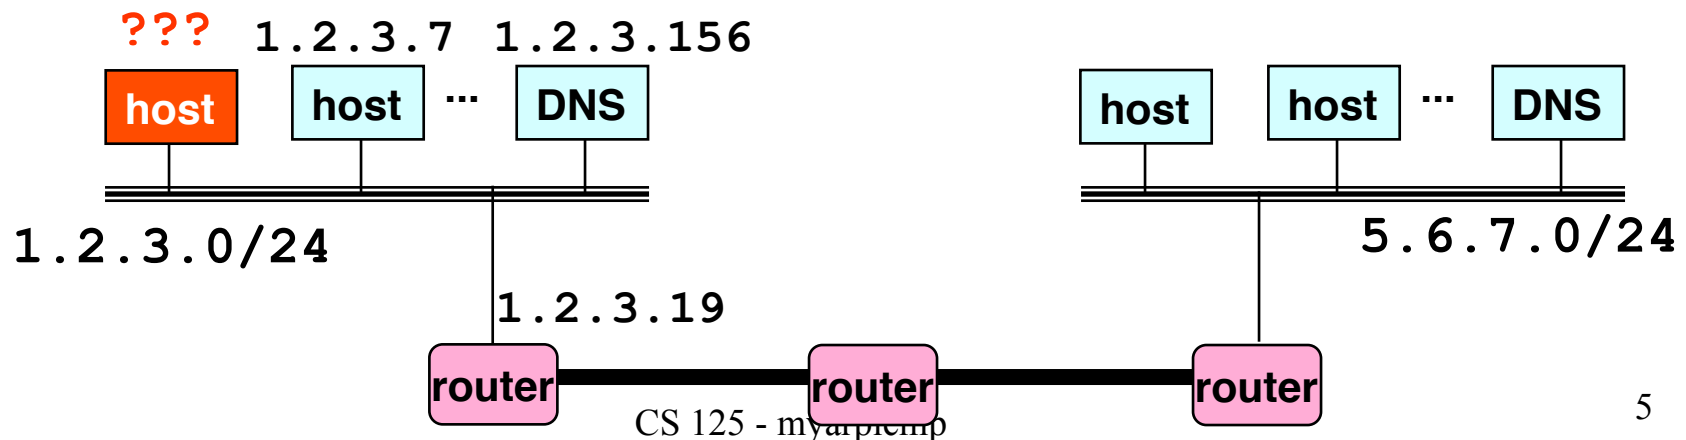 ??? 1.2.3.7 1.2.3.156
host host ... DNS host host ... DNS
1.2.3.0/24 5.6.7.0/24
1.2.3.19
router router router
CS 125 - myarpicmp 5